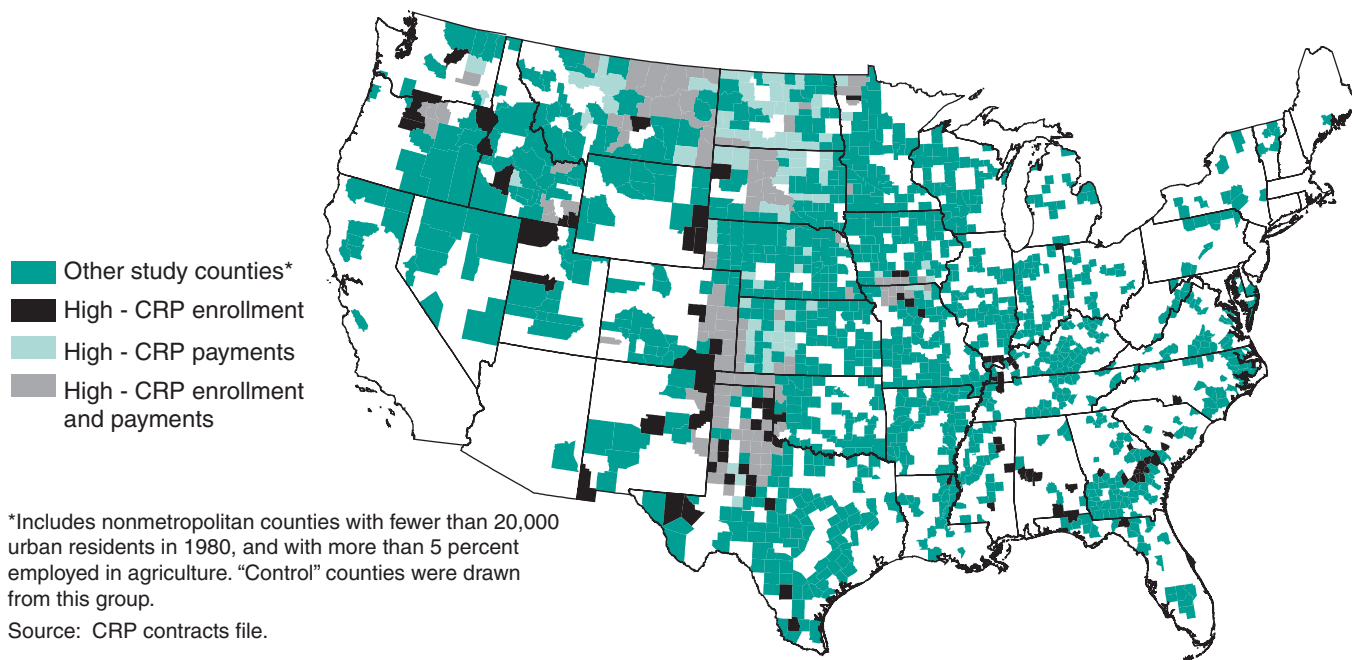 Other study counties*
High - CRP enrollment
High - CRP payments
High - CRP enrollment
and payments
*Includes nonmetropolitan counties with fewer than 20,000
urban residents in 1980, and with more than 5 percent
employed in agriculture. “Control” counties were drawn
from this group.
Source:  CRP contracts file.